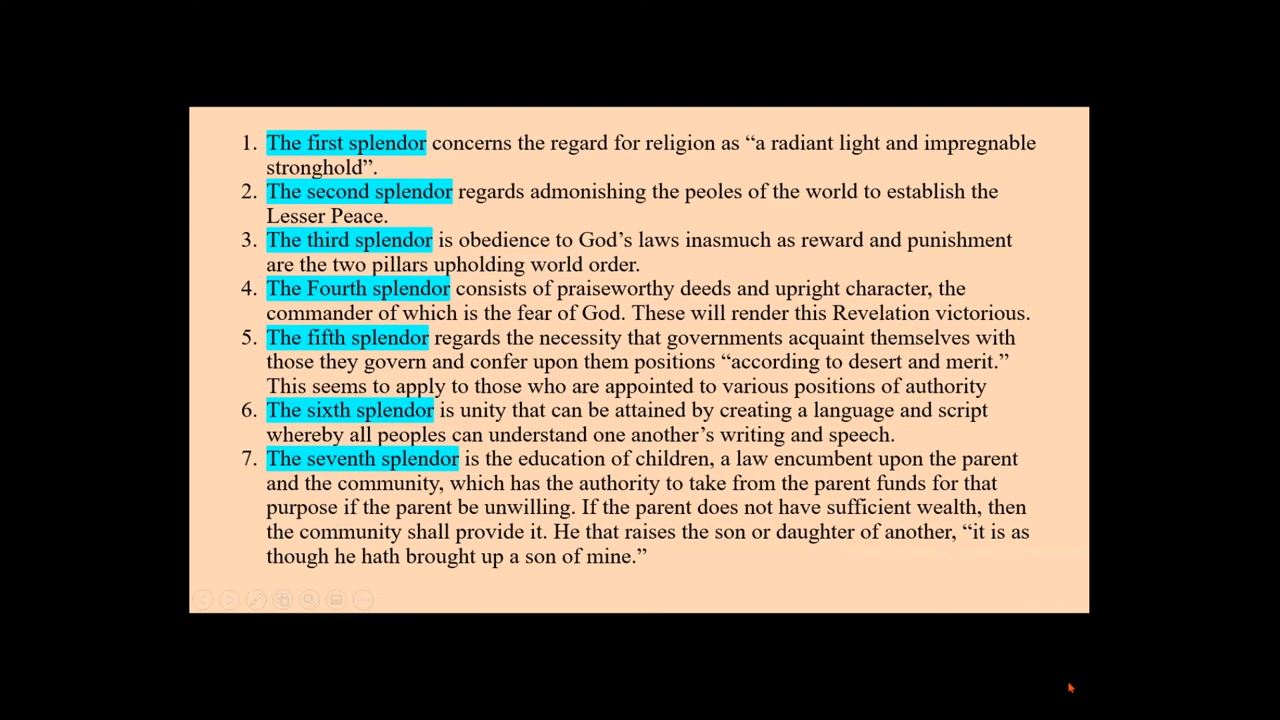 1. The first splendor concerns the regard for religion as “a radiant light and impregnable
stronghold”.
2. The second splendor regards admonishing the peoles of the world to establish the
Lesser Peace.
3. The third splendor is obedience to God’s laws inasmuch as reward and punishment
are the two pillars upholding world order.
4. The Fourth splendor consists of praiseworthy deeds and upright character, the
commander of which is the fear of God. These will render this Revelation victorious.
5. The fifth splendor regards the necessity that governments acquaint themselves with
those they govern and confer upon them positions “according to desert and merit.”
This seems to apply to those who are appointed to various positions of authority
6. The sixth splendor is unity that can be attained by creating a language and script
whereby all peoples can understand one another’s writing and speech.
7. The seventh splendor is the education of children, a law encumbent upon the parent
and the community, which has the authority to take from the parent funds for that
purpose if the parent be unwilling. If the parent does not have sufficient wealth, then
the community shall provide it. He that raises the son or daughter of another, “it is as
though he hath brought up a son of mine.”